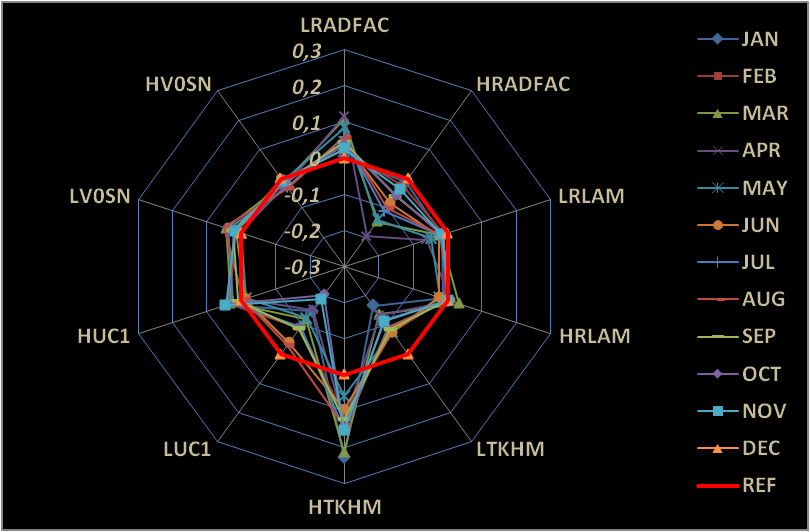 LRADFAC
0,3
HRADFAC
0,2
0,1
0
-0,1
-0,2
-0,3
LRLAM
HRLAM
LTKHM
HTKHM
LUC1
HUC1
LV0SN
HV0SN
JAN
FEB
MAR
APR
MAY
JUN
JUL
AUG
SEP
OCT
NOV
DEC
REF